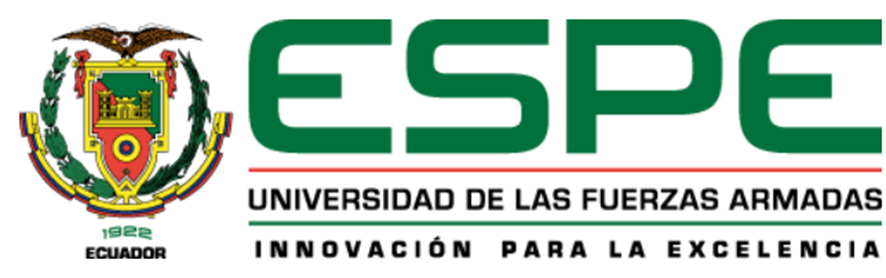 ESPE
UNIVERSIDAD DE LAS FUERZAS ARMADAS
INNOVACIÓN PARA LA EXCELENCIA
1922
ECUADOR